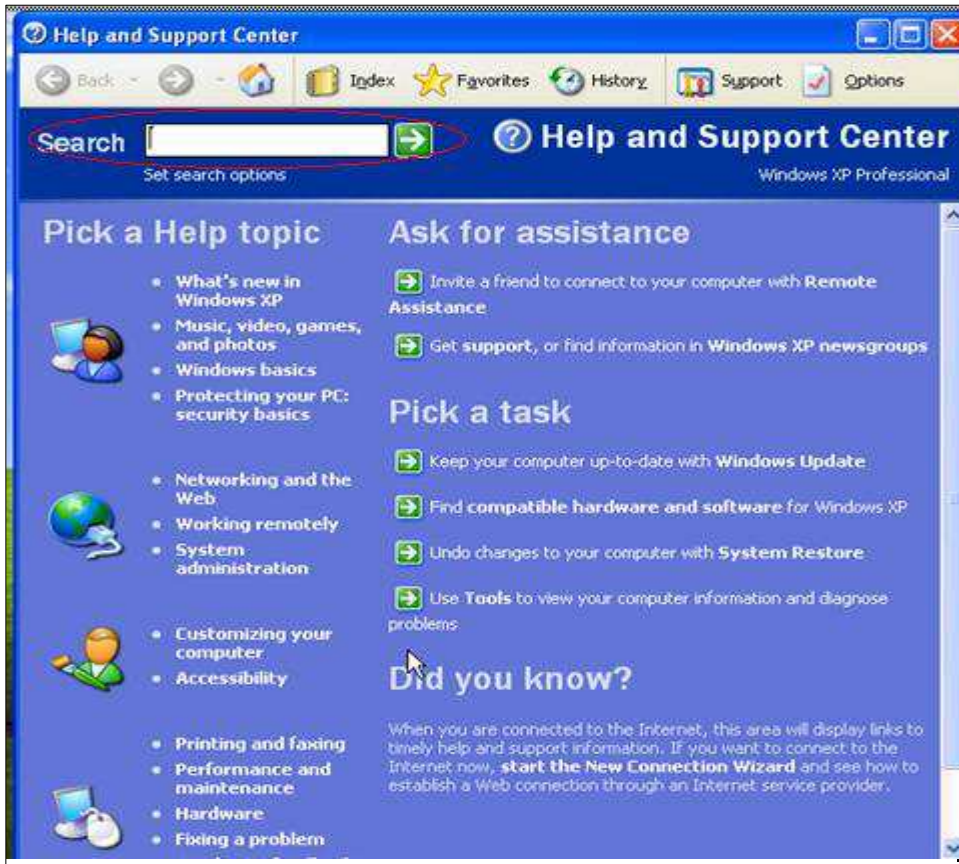 Help and Support Center
Back
Index
Favorites
History
Support
Options
Search
Set search options
Help and Support Center
Windows XP Professional
Pick a Help topic
What's new in
Windows XP
Music, video, games,
and photos
Windows basics
Protecting your PC:
security basics
Networking and the
Web
Working remotely
System
administration
Customizing your
computer
Accessibility
Printing and faxing
Performance and
maintenance
Hardware
Fixing a problem
Ask for assistance
Invite a friend to connect to your computer with Remote
Assistance
Get support, or find information in Windows XP newsgroups
Pick a task
Keep your computer up-to-date with Windows Update
Find compatible hardware and software for Windows XP
Undo changes to your computer with System Restore
Use Tools to view your computer information and diagnose
problems
Did you know?
When you are connected to the Internet, this area will display links to
timely help and support information. If you want to connect to the
Internet now, start the New Connection Wizard and see how to
establish a Web connection through an Internet service provider.